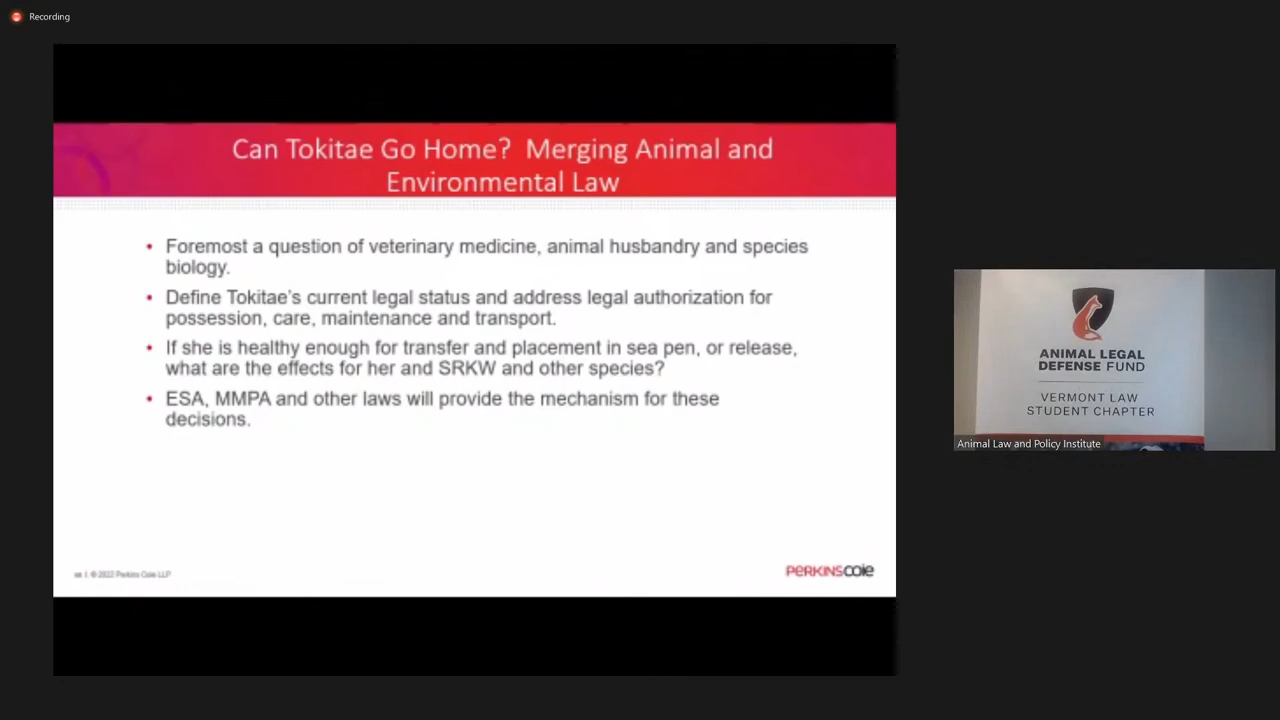 Recording
Can Tokitae Go Home? Merging Animal and
Environmental Law
• Foremost a question of veterinary medicine, animal husbandry and species
biology.
• Define Tokitae's current legal status and address legal authorization for
possession, care, maintenance and transport.
• If she is healthy enough for transfer and placement in sea pen, or release,
what are the effects for her and SRKW and other species?
• ESA, MMPA and other laws will provide the mechanism for these
decisions.
| © 2022 Perkins Coie LLP
PERKINSCOIE
ANIMAL LEGAL
DEFENSE FUND
VERMONT LAW
STUDENT CHAPTER
Animal Law and Policy Institute